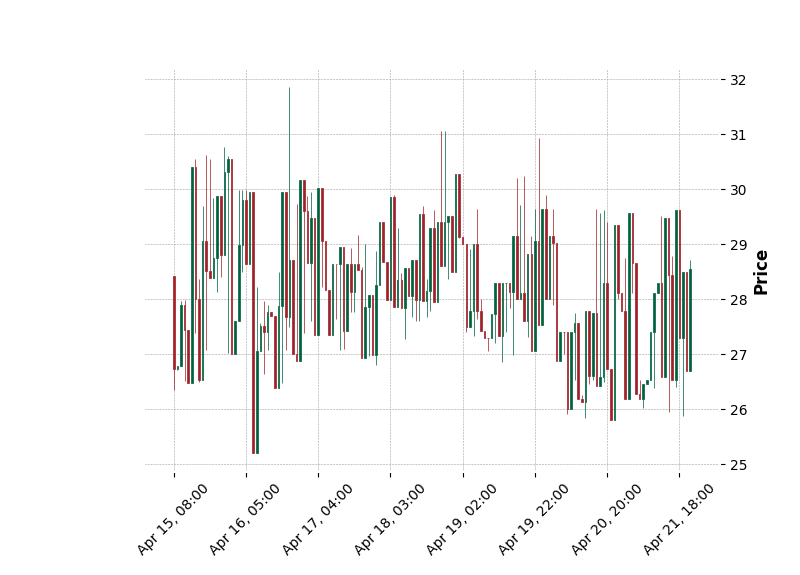 32
31
30
29
28
27
26
25
Price
Apr 15, 08:00
Apr 16, 05:00
Apr 17, 04:00
Apr 18, 03:00
Apr 19, 02:00
Apr 19, 22:00
Apr 20, 20:00
Apr 21, 18:00